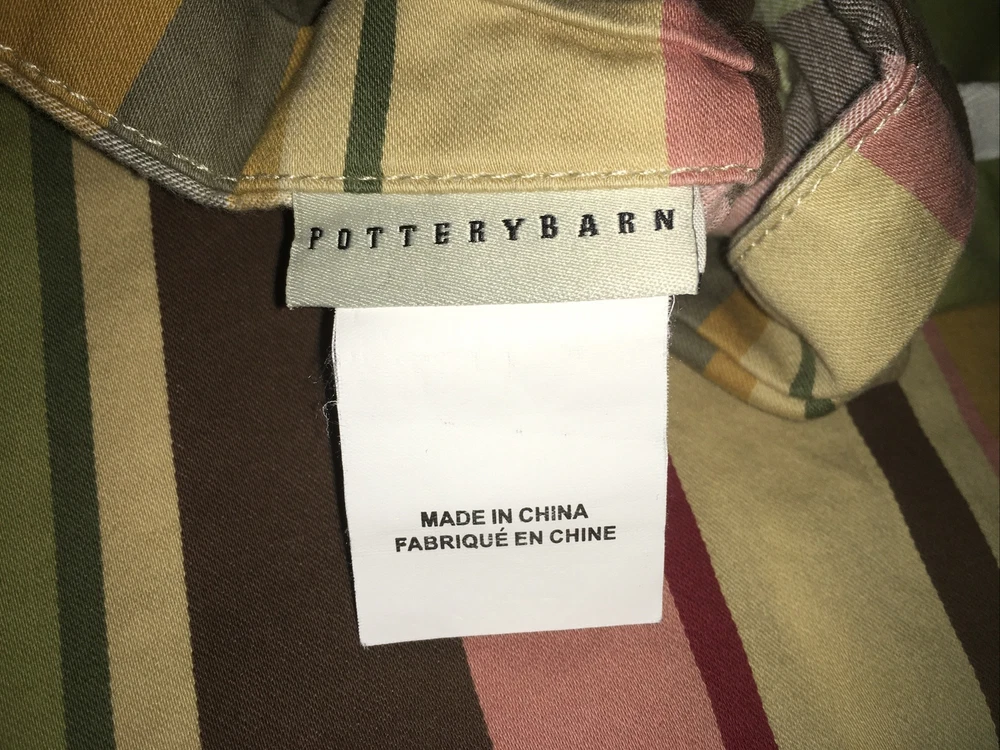 POTTERYBARN
MADE IN CHINA
FABRIQUÉ EN CHINE